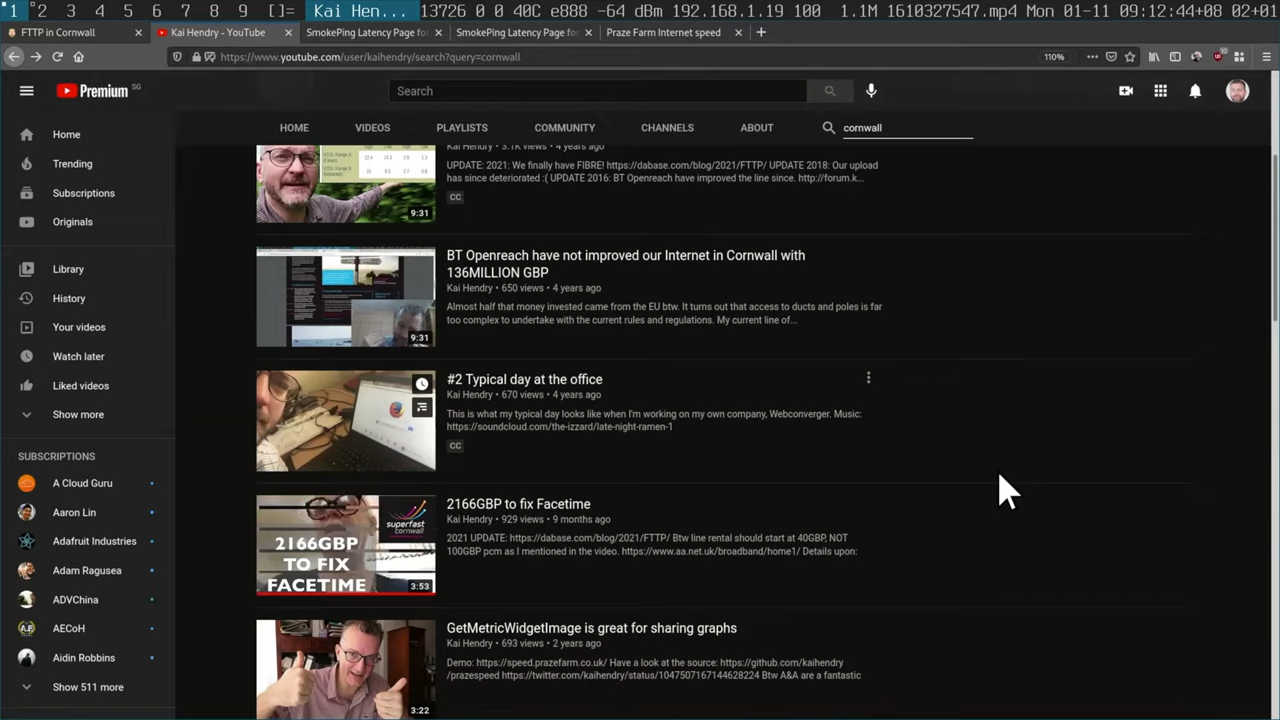 1 2 3 4 5 6 7 8 9 []= Kai Hen... 13726 0 0 40C e888 -64 dBm 192.168.1.19 100 1.1M 1610327547.mp4 Mon 01-11 09:12:44+08 02+01
FTTP in Cornwall
Kai Hendry - YouTube
SmokePing Latency Page for
SmokePing Latency Page for
Praze Farm Internet speed
https://www.youtube.com/user/kaihendry/search?query=cornwall
110%
10
Premium SG
Search
HOME VIDEOS PLAYLISTS COMMUNITY CHANNELS ABOUT cornwall
Home
Trending
Subscriptions
Originals
Library
History
Your videos
Watch later
Liked videos
Show more
SUBSCRIPTIONS
A Cloud Guru
Aaron Lin
Adafruit Industries
Adam Ragusea
ADVChina
AECoH
Aidin Robbins
Show 511 more
Kai Hendry • 3.1K views • 4 years ago
UPDATE: 2021: We finally have FIBRE! https://dabase.com/blog/2021/FTTP/ UPDATE 2018: Our upload
has since deteriorated :( UPDATE 2016: BT Openreach have improved the line since. http://forum.k...
CC
9:31
BT Openreach have not improved our Internet in Cornwall with
136MILLION GBP
Kai Hendry • 650 views • 4 years ago
Almost half that money invested came from the EU btw. It turns out that access to ducts and poles is far
too complex to undertake with the current rules and regulations. My current line of...
9:31
#2 Typical day at the office
Kai Hendry • 670 views • 4 years ago
This is what my typical day looks like when I'm working on my own company, Webconverger. Music:
https://soundcloud.com/the-izzard/late-night-ramen-1
CC
superfast
cornwall
2166GBP
TO FIX
FACETIME
3:53
2166GBP to fix Facetime
Kai Hendry • 929 views • 9 months ago
2021 UPDATE: https://dabase.com/blog/2021/FTTP/ Btw line rental should start at 40GBP, NOT
100GBP pcm as I mentioned in the video. https://www.aa.net.uk/broadband/home1/ Details upon:
GetMetricWidgetImage is great for sharing graphs
Kai Hendry • 693 views • 2 years ago
Demo: https://speed.prazefarm.co.uk/ Have a look at the source: https://github.com/kaihendry
/prazespeed https://twitter.com/kaihendry/status/1047507167144628224 Btw A&A are a fantastic
3:22